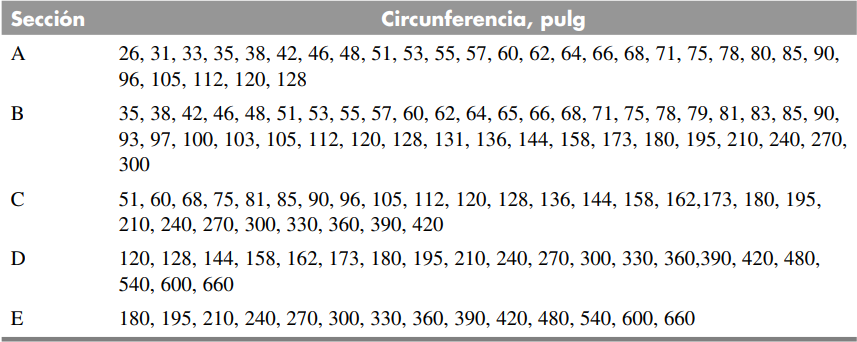 Sección Circunferencia, pulg
A 26, 31, 33, 35, 38, 42, 46, 48, 51, 53, 55, 57, 60, 62, 64, 66, 68, 71, 75, 78, 80, 85, 90,
96, 105, 112, 120, 128
B 35, 38, 42, 46, 48, 51, 53, 55, 57, 60, 62, 64, 65, 66, 68, 71, 75, 78, 79, 81, 83, 85, 90,
93, 97, 100, 103, 105, 112, 120, 128, 131, 136, 144, 158, 173, 180, 195, 210, 240, 270,
300
C 51, 60, 68, 75, 81, 85, 90, 96, 105, 112, 120, 128, 136, 144, 158, 162,173, 180, 195,
210, 240, 270, 300, 330, 360, 390, 420
D 120, 128, 144, 158, 162, 173, 180, 195, 210, 240, 270, 300, 330, 360,390, 420, 480,
540, 600, 660
E 180, 195, 210, 240, 270, 300, 330, 360, 390, 420, 480, 540, 600, 660